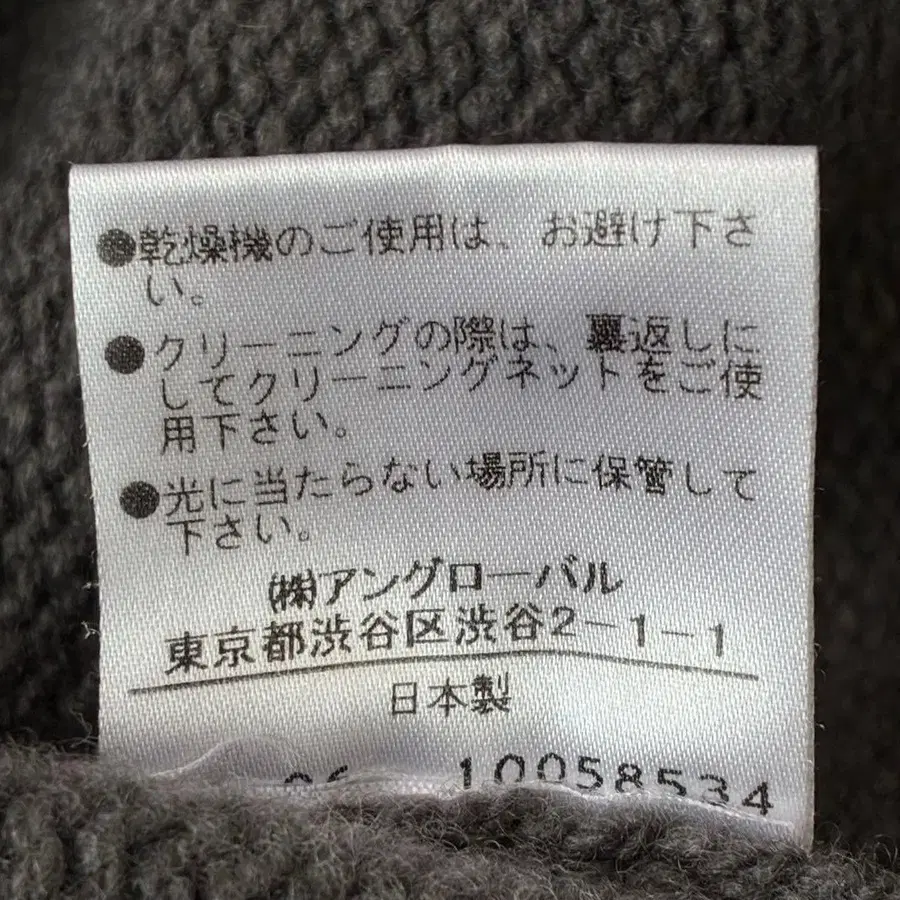 ●乾燥機のご使用は、お避け下さ
い。
●クリーニングの際は、裏返しに
してクリーニングネットをご使
用下さい。
●光に当たらない場所に保管して
下さい。
(株)アングローバル
東京都渋谷区渋谷2-1-1
日本製
10058534